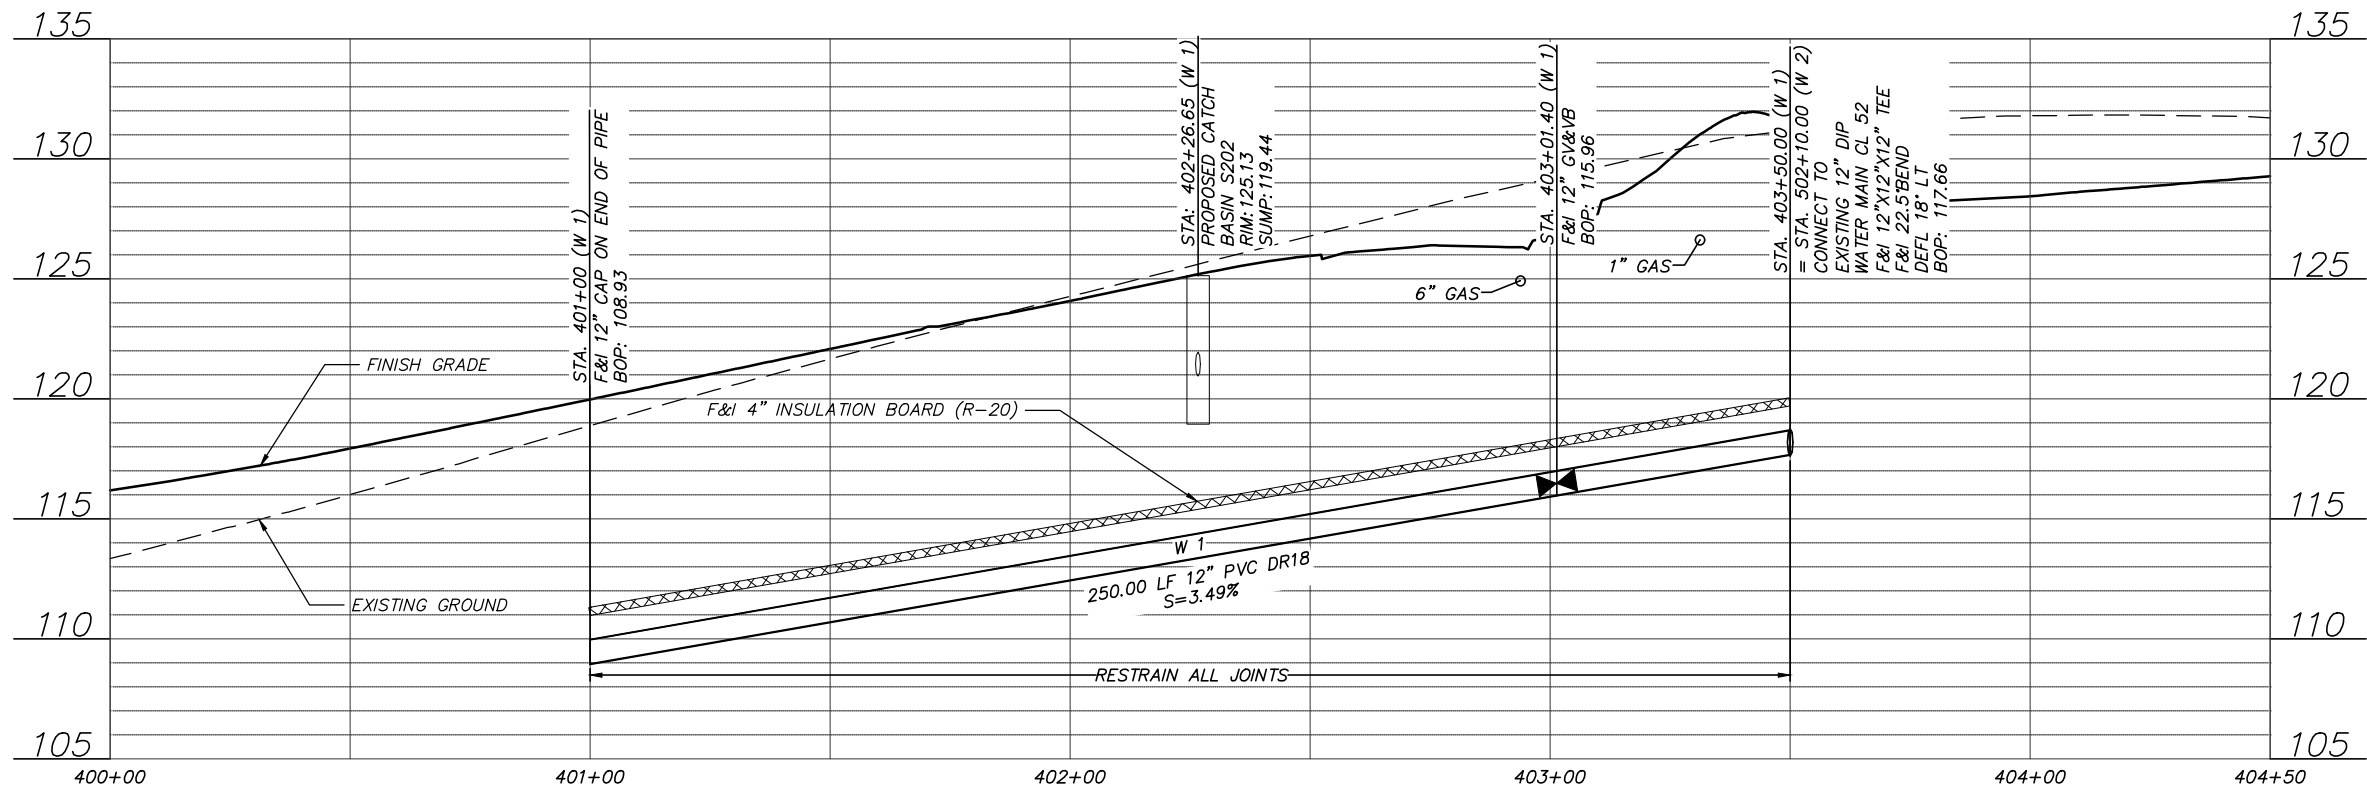 135
130
125
120
115
110
105
135
130
125
120
115
110
105
STA. 401+00 (W 1)
F&I 12" CAP ON END OF PIPE
BOP: 108.93
STA: 402+26.65 (W 1)
PROPOSED CATCH
BASIN S202
RIM:125.13
SUMP:119.44
STA. 403+01.40 (W 1)
F&I 12" GV&VB
BOP: 115.96
STA. 403+50.00 (W 1)
= STA. 502+10.00 (W 2)
CONNECT TO
EXISTING 12" DIP
WATER MAIN CL 52
F&I 12"X12"X12" TEE
F&I 22.5°BEND
DEFL 18° LT
BOP: 117.66
1" GAS
6" GAS
FINISH GRADE
F&I 4" INSULATION BOARD (R-20)
EXISTING GROUND
W 1
250.00 LF 12" PVC DR18
S=3.49%
RESTRAIN ALL JOINTS
400+00 401+00 402+00 403+00 404+00 404+50